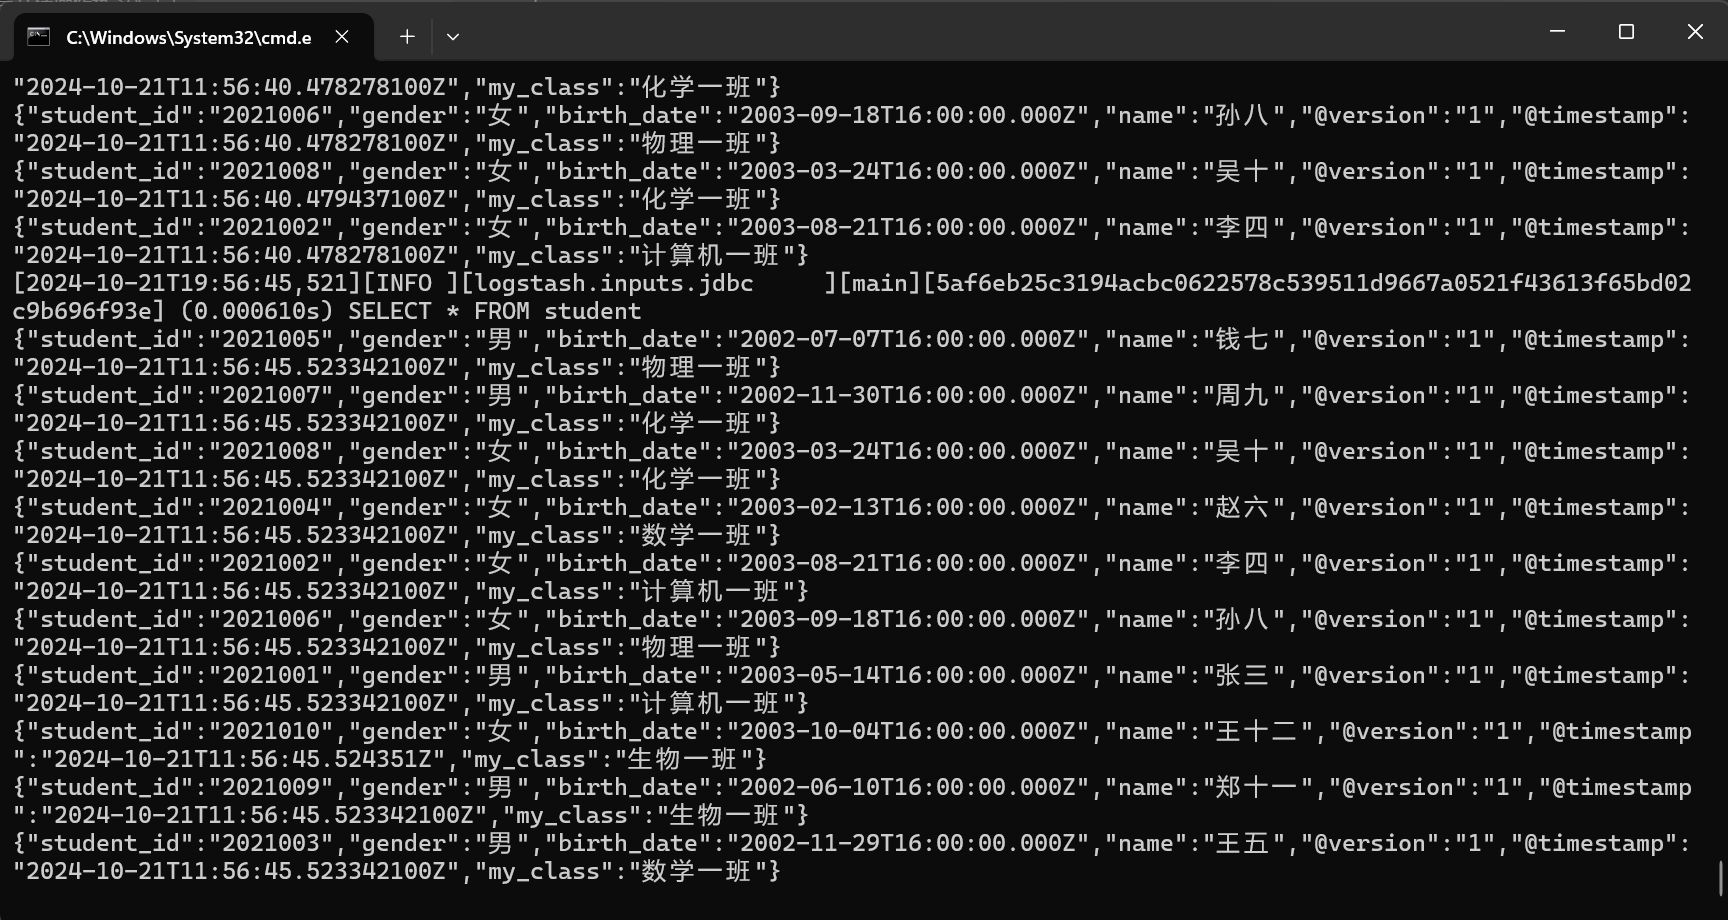 C:\Windows\System32\cmd.e
"2024-10-21T11:56:40.478278100Z","my_class":"化学一班"}
{"student_id":"2021006","gender":"女","birth_date":"2003-09-18T16:00:00.000Z","name":"孙八","@version":"1","@timestamp":
"2024-10-21T11:56:40.478278100Z","my_class":"物理一班"}
{"student_id":"2021008","gender":"女","birth_date":"2003-03-24T16:00:00.000Z","name":"吴十","@version":"1","@timestamp":
"2024-10-21T11:56:40.479437100Z","my_class":"化学一班"}
{"student_id":"2021002","gender":"女","birth_date":"2003-08-21T16:00:00.000Z","name":"李四","@version":"1","@timestamp":
"2024-10-21T11:56:40.478278100Z","my_class":"计算机一班"}
[2024-10-21T19:56:45,521][INFO ][logstash.inputs.jdbc     ][main][5af6eb25c3194acbc0622578c539511d9667a0521f43613f65bd02
c9b696f93e] (0.000610s) SELECT * FROM student
{"student_id":"2021005","gender":"男","birth_date":"2002-07-07T16:00:00.000Z","name":"钱七","@version":"1","@timestamp":
"2024-10-21T11:56:45.523342100Z","my_class":"物理一班"}
{"student_id":"2021007","gender":"男","birth_date":"2002-11-30T16:00:00.000Z","name":"周九","@version":"1","@timestamp":
"2024-10-21T11:56:45.523342100Z","my_class":"化学一班"}
{"student_id":"2021008","gender":"女","birth_date":"2003-03-24T16:00:00.000Z","name":"吴十","@version":"1","@timestamp":
"2024-10-21T11:56:45.523342100Z","my_class":"化学一班"}
{"student_id":"2021004","gender":"女","birth_date":"2003-02-13T16:00:00.000Z","name":"赵六","@version":"1","@timestamp":
"2024-10-21T11:56:45.523342100Z","my_class":"数学一班"}
{"student_id":"2021002","gender":"女","birth_date":"2003-08-21T16:00:00.000Z","name":"李四","@version":"1","@timestamp":
"2024-10-21T11:56:45.523342100Z","my_class":"计算机一班"}
{"student_id":"2021006","gender":"女","birth_date":"2003-09-18T16:00:00.000Z","name":"孙八","@version":"1","@timestamp":
"2024-10-21T11:56:45.523342100Z","my_class":"物理一班"}
{"student_id":"2021001","gender":"男","birth_date":"2003-05-14T16:00:00.000Z","name":"张三","@version":"1","@timestamp":
"2024-10-21T11:56:45.523342100Z","my_class":"计算机一班"}
{"student_id":"2021010","gender":"女","birth_date":"2003-10-04T16:00:00.000Z","name":"王十二","@version":"1","@timestamp
":"2024-10-21T11:56:45.524351Z","my_class":"生物一班"}
{"student_id":"2021009","gender":"男","birth_date":"2002-06-10T16:00:00.000Z","name":"郑十一","@version":"1","@timestamp
":"2024-10-21T11:56:45.523342100Z","my_class":"生物一班"}
{"student_id":"2021003","gender":"男","birth_date":"2002-11-29T16:00:00.000Z","name":"王五","@version":"1","@timestamp":
"2024-10-21T11:56:45.523342100Z","my_class":"数学一班"}